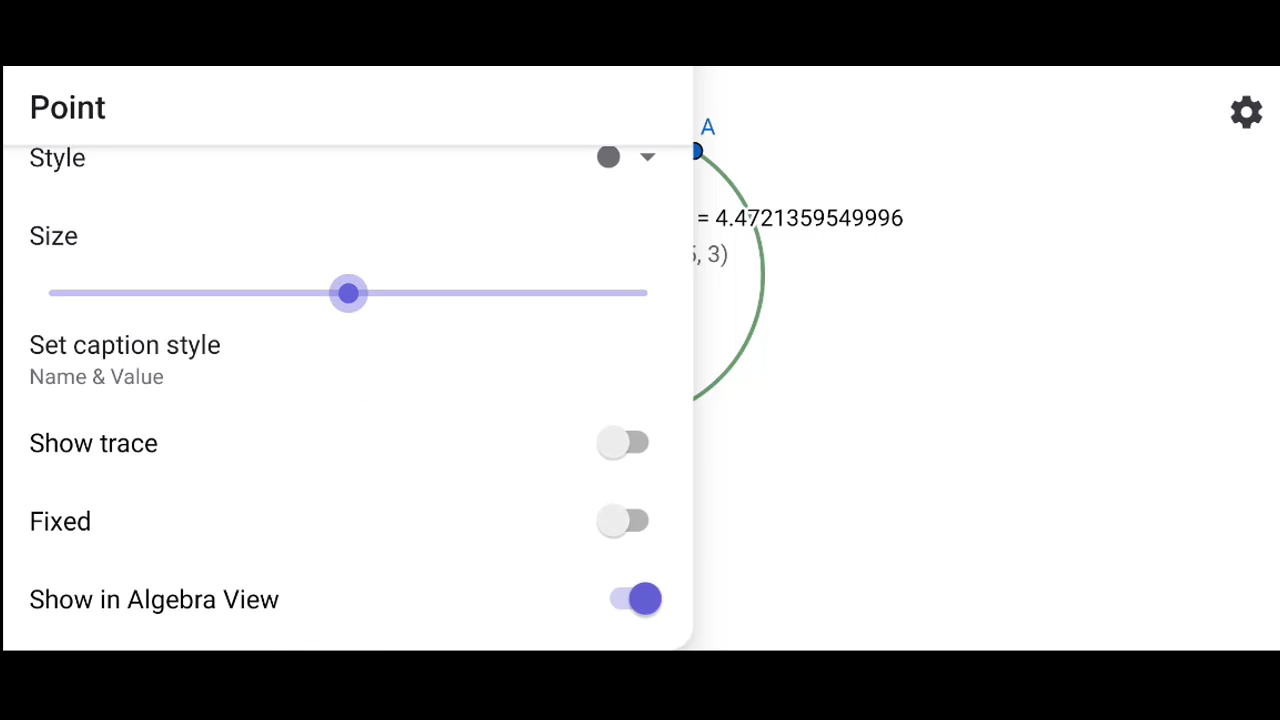 Point
A
Style
= 4.4721359549996
Size
, 3)
Set caption style
Name & Value
Show trace
Fixed
Show in Algebra View